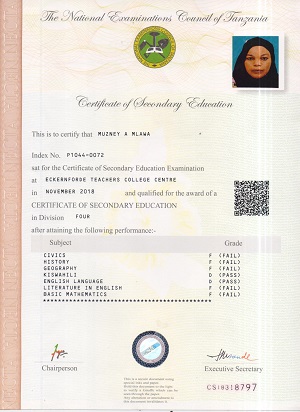 The National Examinations Council of Tanzania
Certificate of Secondary Education
This is to certify that MUZNEY A MLAWA
Index No. P1044-0072
sat for the Certificate of Secondary Education Examination
at ECKERNFORDE TEACHERS COLLEGE CENTRE
in NOVEMBER 2018 and qualified for the award of a
CERTIFICATE OF SECONDARY EDUCATION
in Division FOUR
after attaining the following performance:-
Subject Grade
CIVICS F (FAIL)
HISTORY F (FAIL)
GEOGRAPHY F (FAIL)
KISWAHILI D (PASS)
ENGLISH LANGUAGE D (PASS)
LITERATURE IN ENGLISH F (FAIL)
BASIC MATHEMATICS F (FAIL)
Chairperson
Executive Secretary